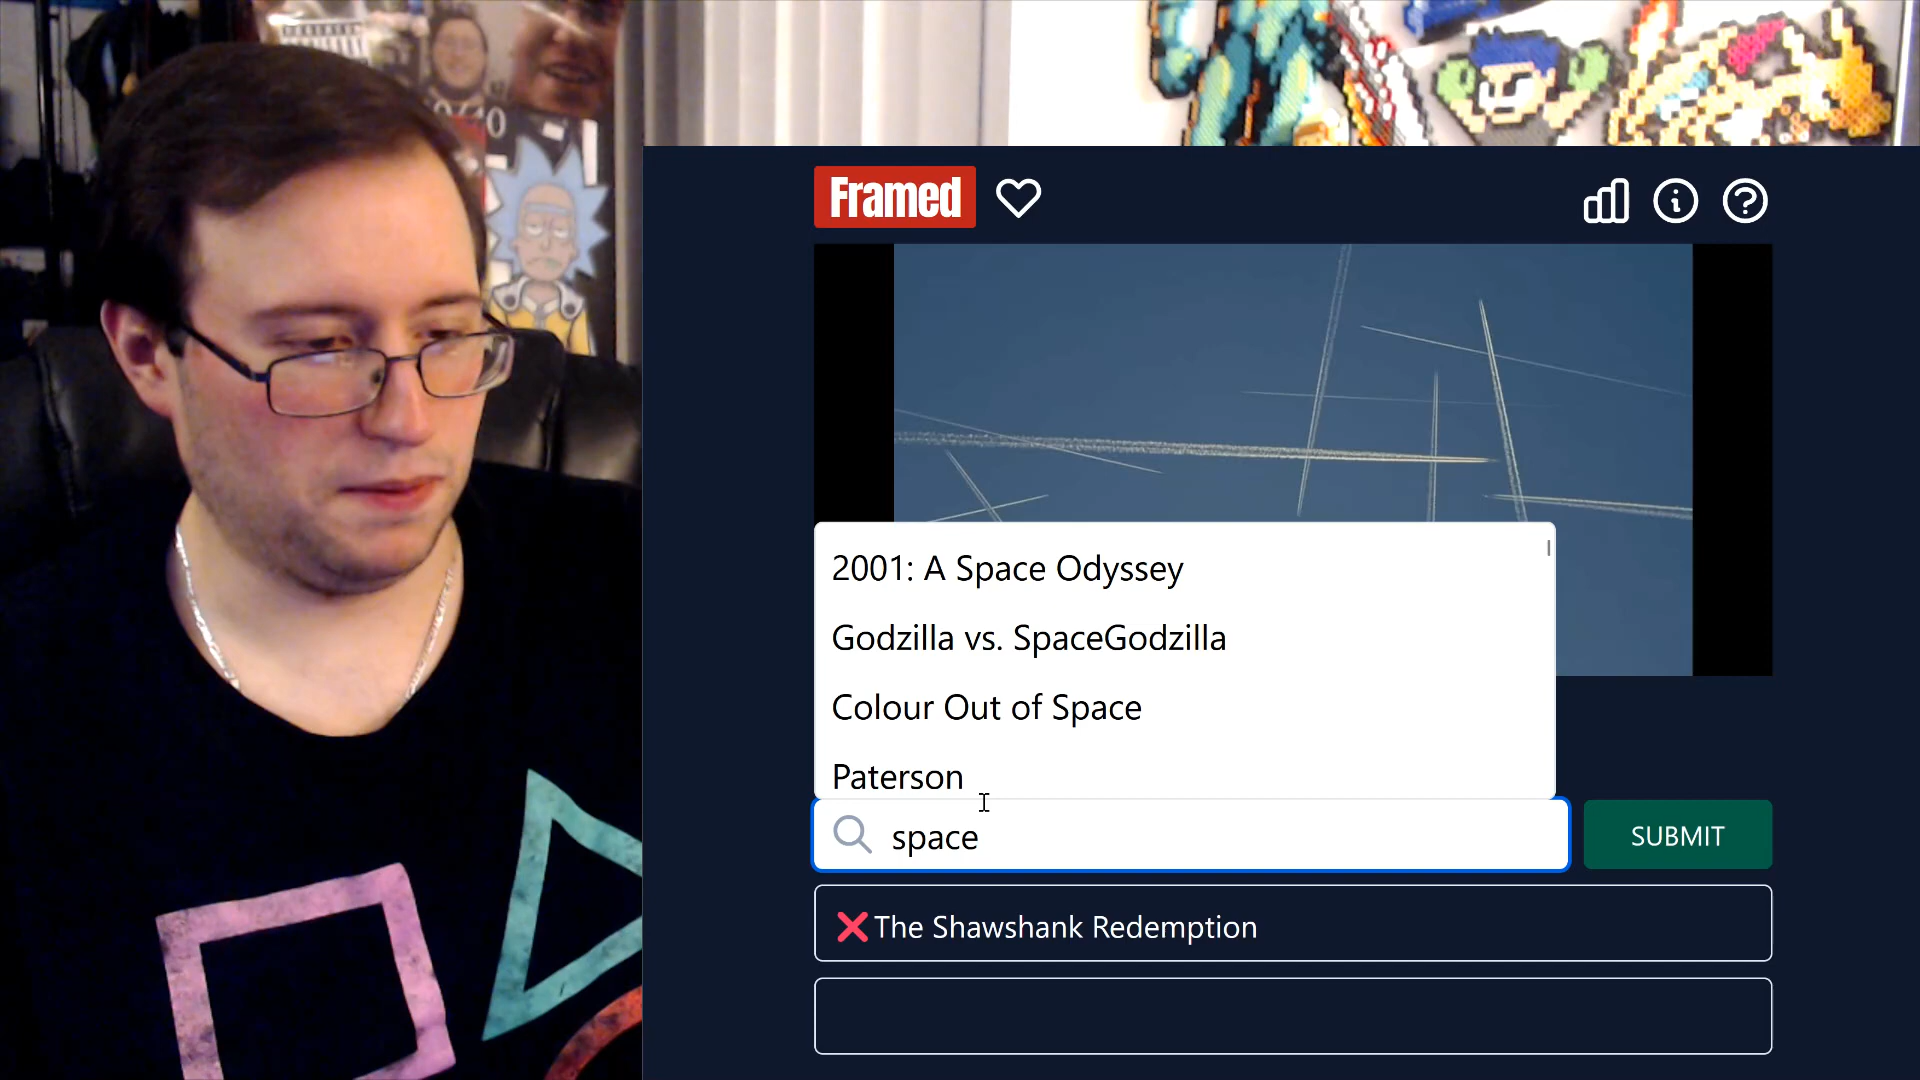 Framed
2001: A Space Odyssey
Godzilla vs. SpaceGodzilla
Colour Out of Space
Paterson
space
SUBMIT
The Shawshank Redemption